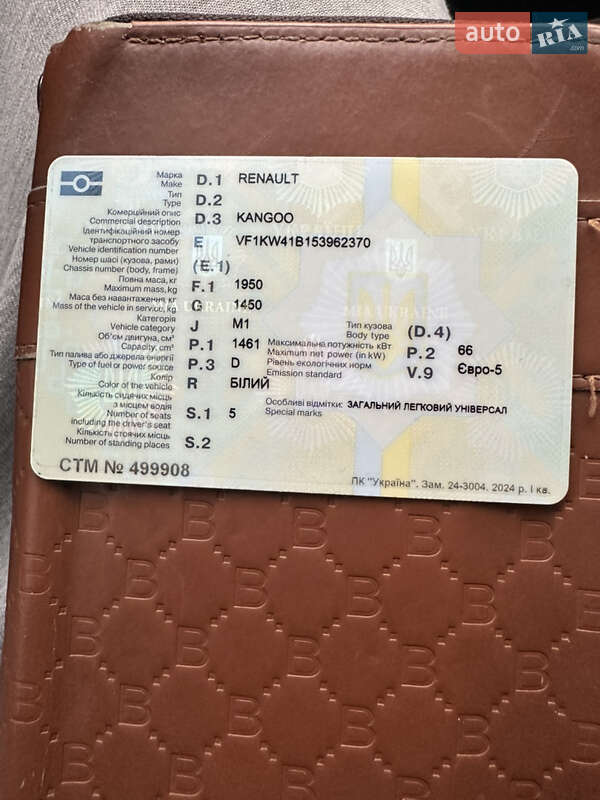 auto RIA .com
Марка
Make D.1 RENAULT
Тип
Type D.2
Комерційний опис
Commercial description D.3 KANGOO
Ідентифікаційний номер
транспортного засобу
Vehicle identification number E VF1KW41B153962370
Номер шасі (кузова, рами)
Chassis number (body, frame) (E.1)
Повна маса, кг
Maximum mass, kg F.1 1950
Маса без навантаження, кг
Mass of the vehicle in service, kg G 1450
Категорія
Vehicle category J M1
Тип кузова
Body type (D.4)
Об'єм двигуна, см³
Capacity, cm³ P.1 1461
Максимальна потужність кВт
Maximum net power (in kW) P.2 66
Тип палива або джерела енергії
Type of fuel or power source P.3 D
Рівень екологічних норм
Emission standard V.9 Євро-5
Колір
Color of the vehicle R БІЛИЙ
Кількість сидячих місць
з місцем водія
Number of seats
including the driver's seat S.1 5
Особливі відмітки: ЗАГАЛЬНИЙ ЛЕГКОВИЙ УНІВЕРСАЛ
Special marks
Кількість стоячих місць
Number of standing places S.2
СТМ № 499908
ПК "Україна". Зам. 24-3004. 2024 р. І кв.
MIA UKRAINE